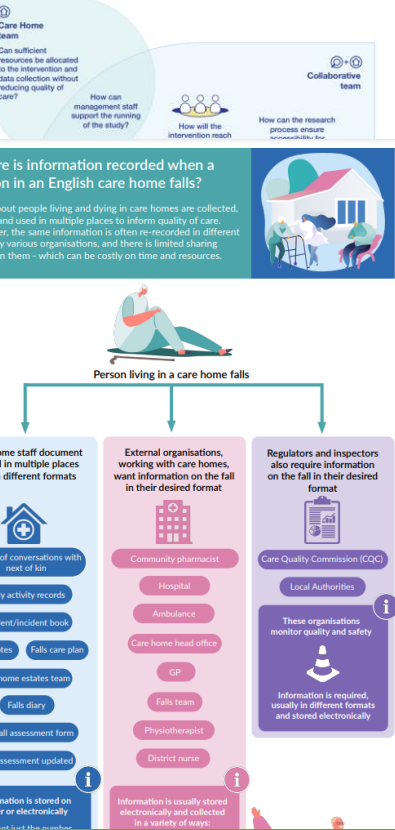 Care Home
team
Can sufficient
resources be allocated
to the intervention and
data collection without
reducing quality of
care?
How can
management staff
support the running
of the study?
Collaborative
team
How will the
intervention reach
How can the research
process ensure
accessibility for
re is information recorded when a
on in an English care home falls?
bout people living and dying in care homes are collected,
and used in multiple places to inform quality of care.
er, the same information is often re-recorded in different
y various organisations, and there is limited sharing
n them - which can be costly on time and resources.
Person living in a care home falls
ome staff document
l in multiple places
different formats
of conversations with
next of kin
y activity records
ent/incident book
tes
Falls care plan
home estates team
Falls diary
all assessment form
assessment updated
i
mation is stored on
er or electronically
not just the number
External organisations,
working with care homes,
want information on the fall
in their desired format
Community pharmacist
Hospital
Ambulance
Care home head office
GP
Falls team
Physiotherapist
District nurse
i
Information is usually stored
electronically and collected
in a variety of ways:
Regulators and inspectors
also require information
on the fall in their desired
format
Care Quality Commission (CQC)
Local Authorities
i
These organisations
monitor quality and safety
Information is required,
usually in different formats
and stored electronically